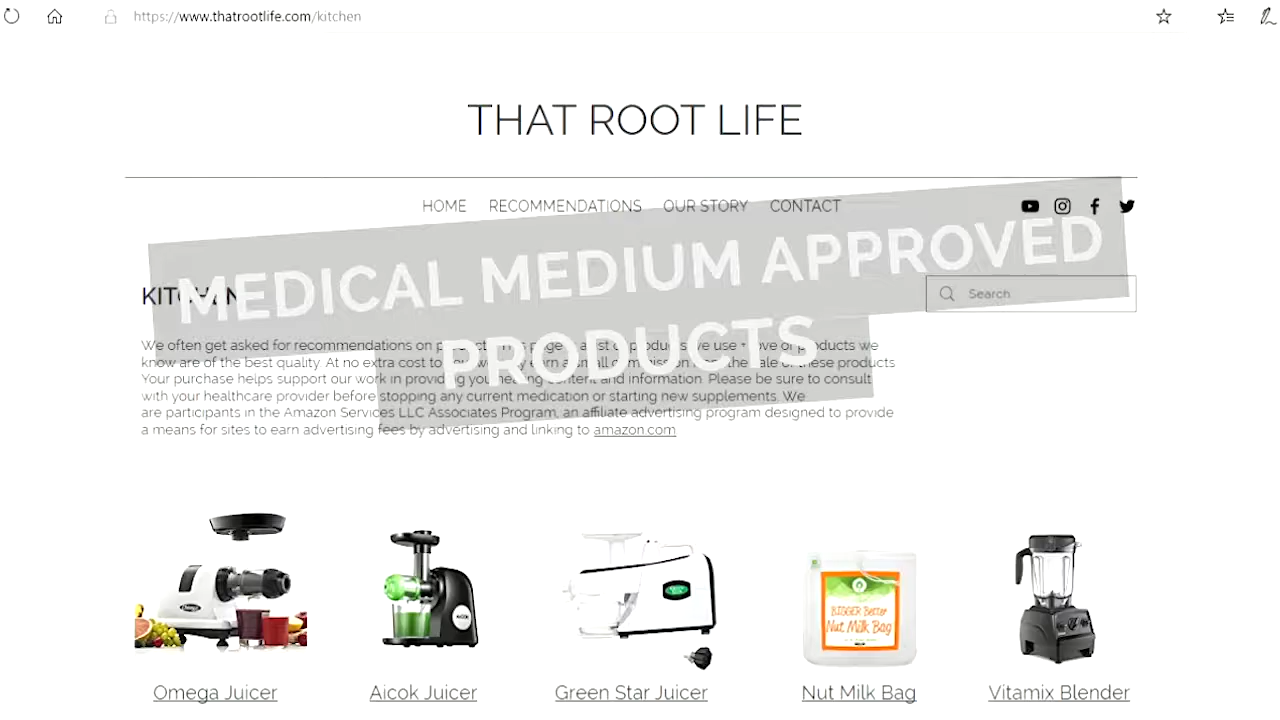 https://www.thatrootlife.com/kitchen
THAT ROOT LIFE
HOME RECOMMENDATIONS OUR STORY CONTACT
MEDICAL MEDIUM APPROVED
PRODUCTS
KITCHEN
Search
We often get asked for recommendations on products. This page is a list of products we use + love or products we
know are of the best quality. At no extra cost to you, we may earn a small commission from the sale of these products.
Your purchase helps support our work in providing you healing content and information. Please be sure to consult
with your healthcare provider before stopping any current medication or starting new supplements. We
are participants in the Amazon Services LLC Associates Program, an affiliate advertising program designed to provide
a means for sites to earn advertising fees by advertising and linking to amazon.com
BIGGER Better
Nut Milk Bag
Omega Juicer Aicok Juicer Green Star Juicer Nut Milk Bag Vitamix Blender